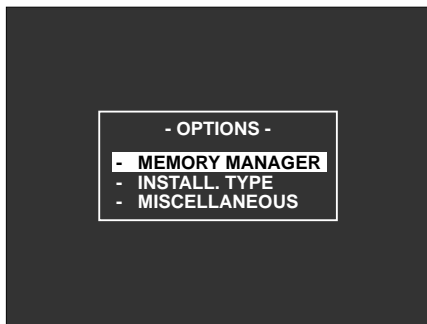 - OPTIONS -
- MEMORY MANAGER
- INSTALL. TYPE
- MISCELLANEOUS